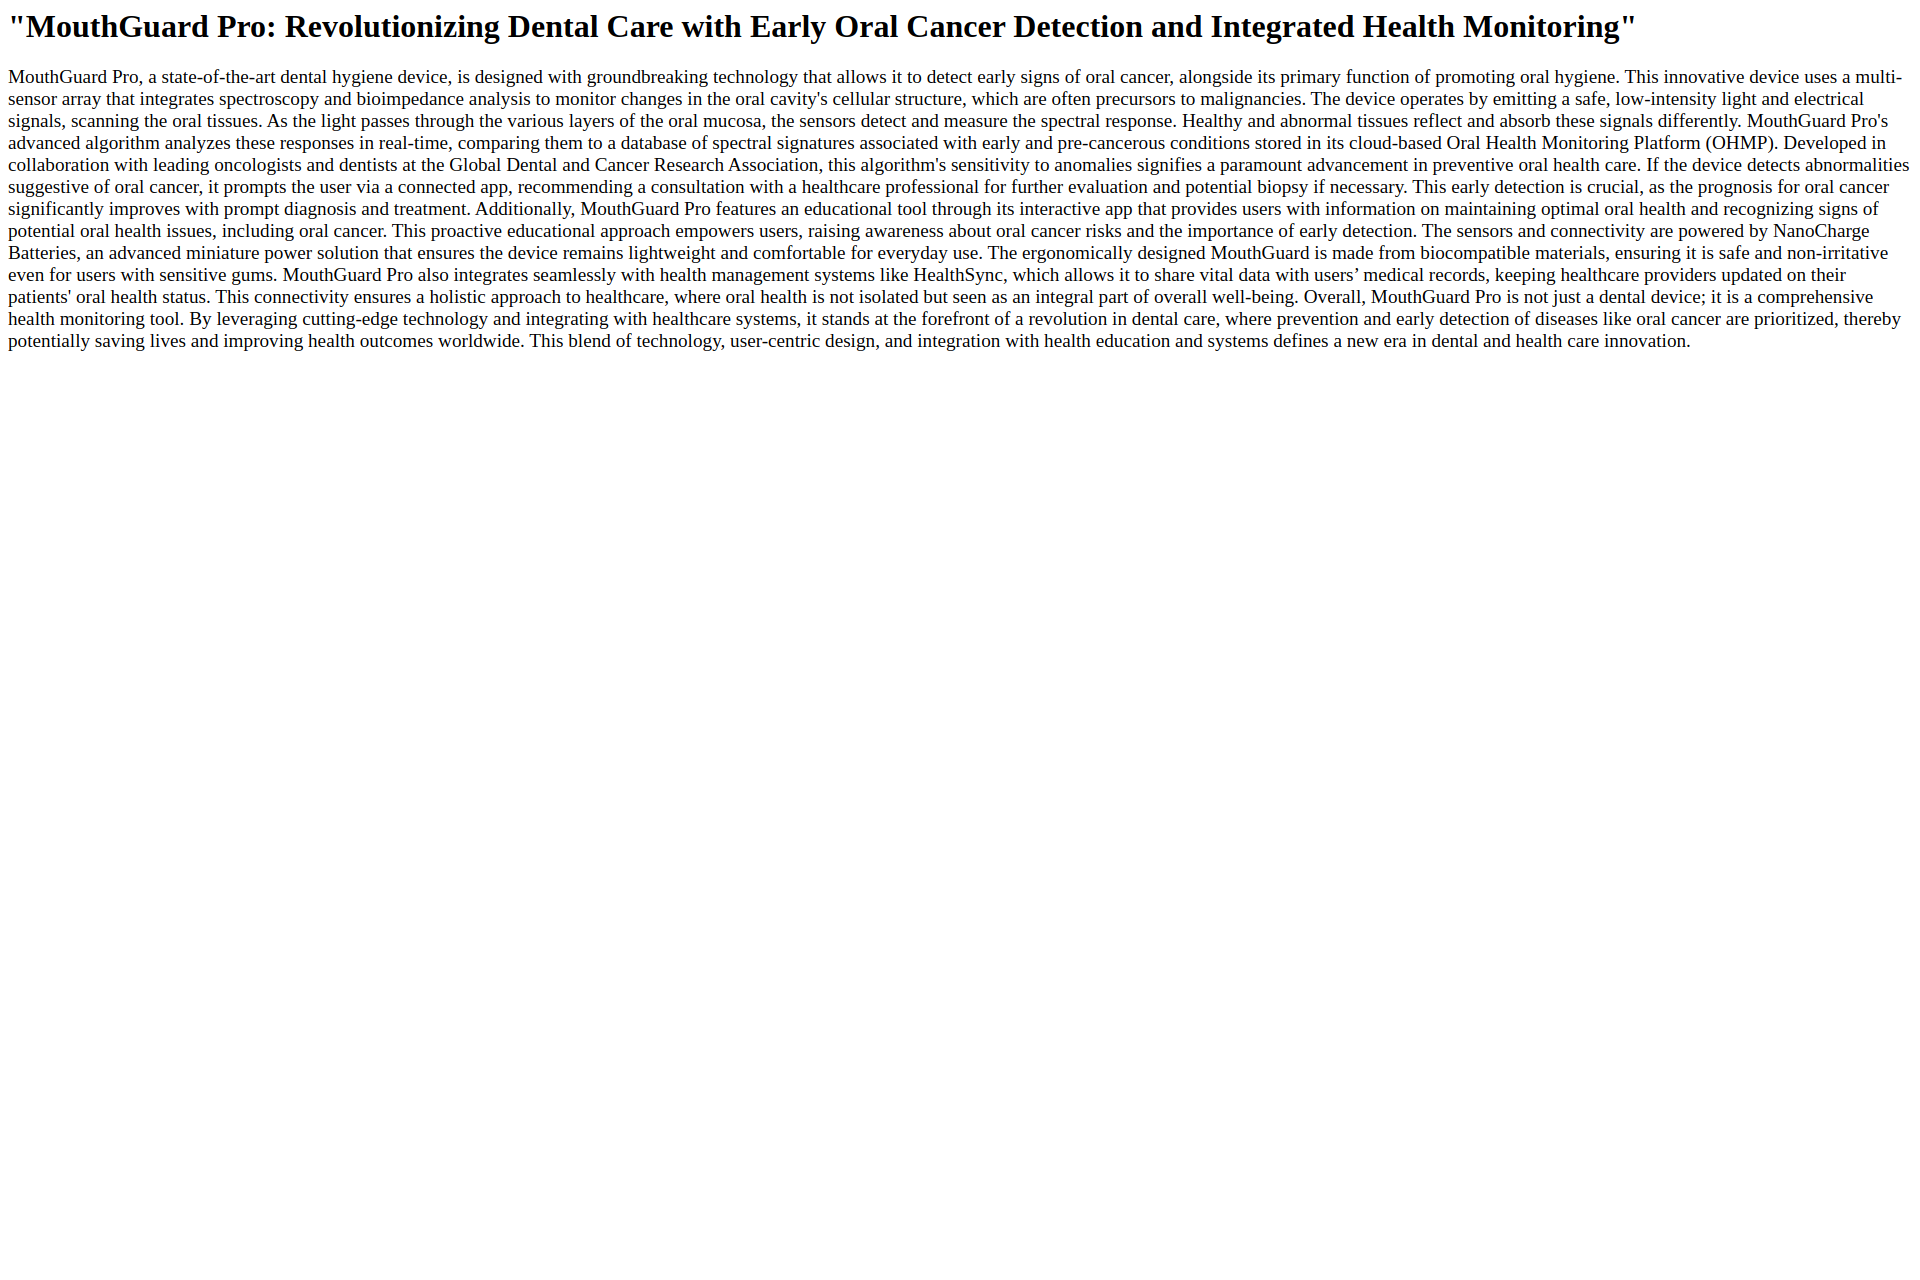 "MouthGuard Pro: Revolutionizing Dental Care with Early Oral Cancer Detection and Integrated Health Monitoring"
MouthGuard Pro, a state-of-the-art dental hygiene device, is designed with groundbreaking technology that allows it to detect early signs of oral cancer, alongside its primary function of promoting oral hygiene. This innovative device uses a multi-
sensor array that integrates spectroscopy and bioimpedance analysis to monitor changes in the oral cavity's cellular structure, which are often precursors to malignancies. The device operates by emitting a safe, low-intensity light and electrical
signals, scanning the oral tissues. As the light passes through the various layers of the oral mucosa, the sensors detect and measure the spectral response. Healthy and abnormal tissues reflect and absorb these signals differently. MouthGuard Pro's
advanced algorithm analyzes these responses in real-time, comparing them to a database of spectral signatures associated with early and pre-cancerous conditions stored in its cloud-based Oral Health Monitoring Platform (OHMP). Developed in
collaboration with leading oncologists and dentists at the Global Dental and Cancer Research Association, this algorithm's sensitivity to anomalies signifies a paramount advancement in preventive oral health care. If the device detects abnormalities
suggestive of oral cancer, it prompts the user via a connected app, recommending a consultation with a healthcare professional for further evaluation and potential biopsy if necessary. This early detection is crucial, as the prognosis for oral cancer
significantly improves with prompt diagnosis and treatment. Additionally, MouthGuard Pro features an educational tool through its interactive app that provides users with information on maintaining optimal oral health and recognizing signs of
potential oral health issues, including oral cancer. This proactive educational approach empowers users, raising awareness about oral cancer risks and the importance of early detection. The sensors and connectivity are powered by NanoCharge
Batteries, an advanced miniature power solution that ensures the device remains lightweight and comfortable for everyday use. The ergonomically designed MouthGuard is made from biocompatible materials, ensuring it is safe and non-irritative
even for users with sensitive gums. MouthGuard Pro also integrates seamlessly with health management systems like HealthSync, which allows it to share vital data with users’ medical records, keeping healthcare providers updated on their
patients' oral health status. This connectivity ensures a holistic approach to healthcare, where oral health is not isolated but seen as an integral part of overall well-being. Overall, MouthGuard Pro is not just a dental device; it is a comprehensive
health monitoring tool. By leveraging cutting-edge technology and integrating with healthcare systems, it stands at the forefront of a revolution in dental care, where prevention and early detection of diseases like oral cancer are prioritized, thereby
potentially saving lives and improving health outcomes worldwide. This blend of technology, user-centric design, and integration with health education and systems defines a new era in dental and health care innovation.